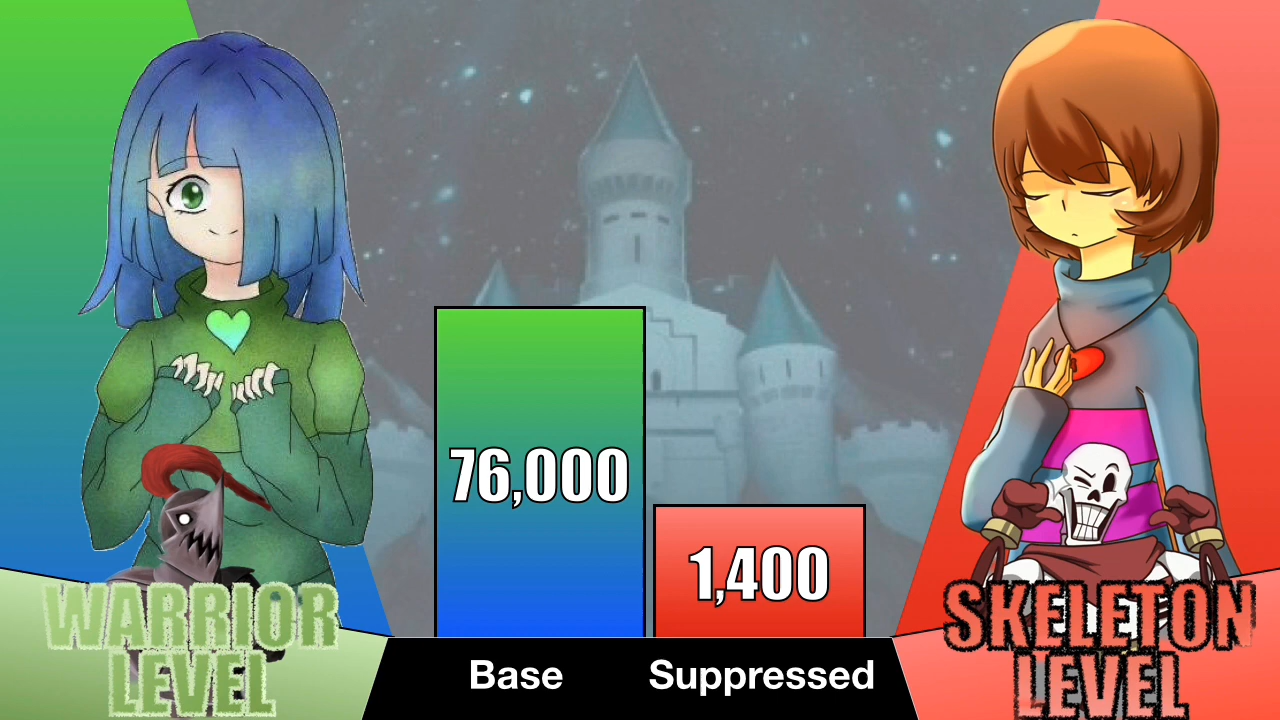 76,000
1,400
Base
Suppressed
WARRIOR
LEVEL
SKELETON
LEVEL